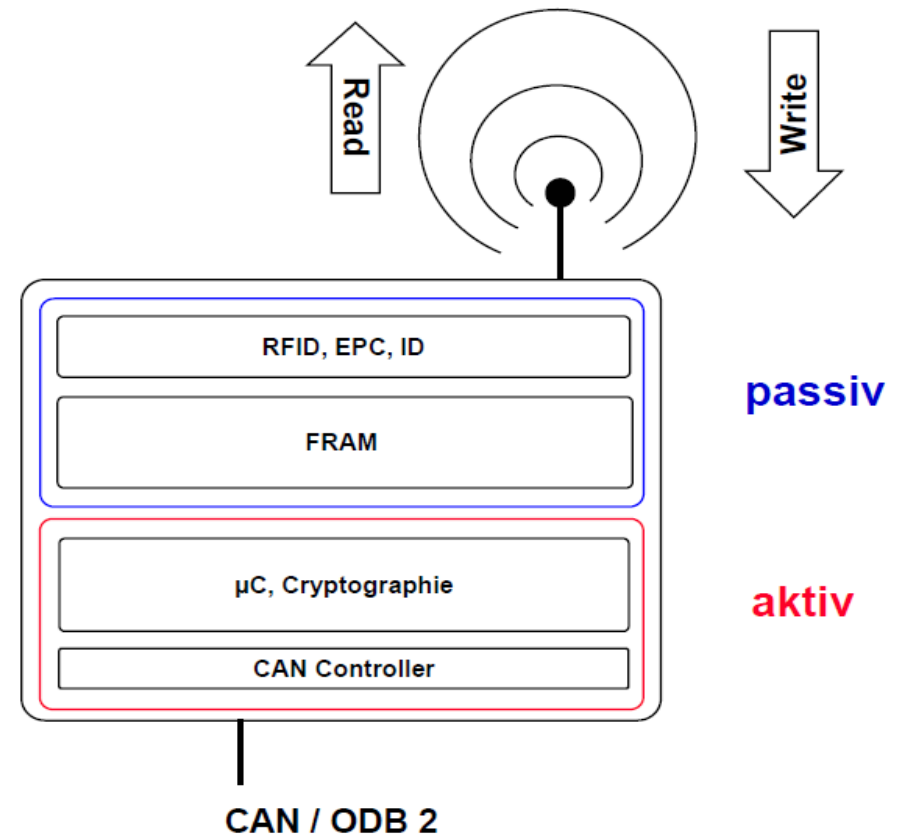 Read
Write
RFID, EPC, ID
passiv
FRAM
µC, Cryptographie
aktiv
CAN Controller
CAN / ODB 2